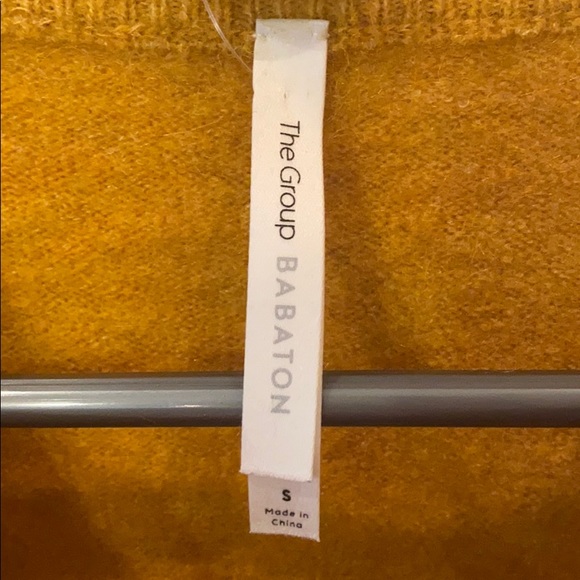 The Group BABATON
S
Made in
China